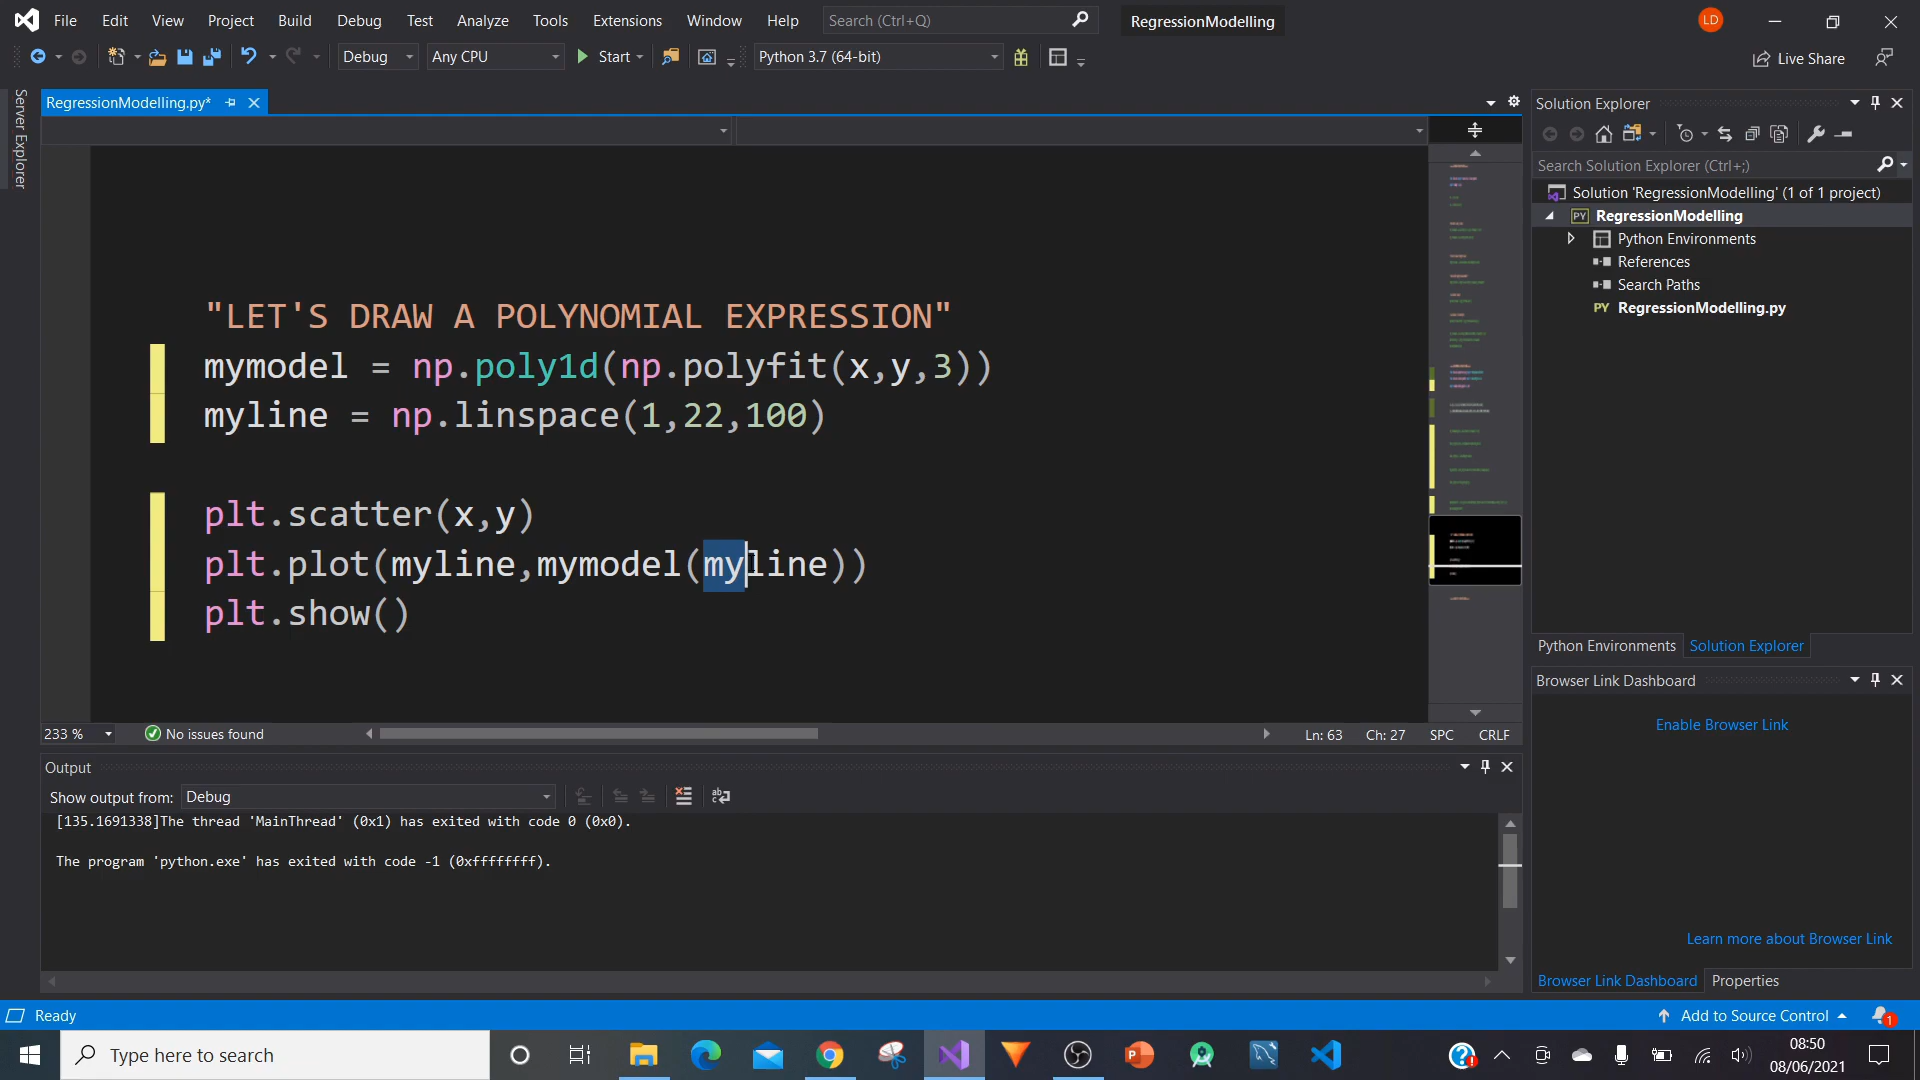 File Edit View Project Build Debug Test Analyze Tools Extensions Window Help Search (Ctrl+Q) RegressionModelling LD
Debug Any CPU Start Python 3.7 (64-bit) Live Share
Server Explorer
RegressionModelling.py*
"LET'S DRAW A POLYNOMIAL EXPRESSION"
mymodel = np.poly1d(np.polyfit(x,y,3))
myline = np.linspace(1,22,100)
plt.scatter(x,y)
plt.plot(myline,mymodel(myline))
plt.show()
233 % No issues found Ln: 63 Ch: 27 SPC CRLF
Output
Show output from: Debug
[135.1691338]The thread 'MainThread' (0x1) has exited with code 0 (0x0).
The program 'python.exe' has exited with code -1 (0xffffffff).
Solution Explorer
Search Solution Explorer (Ctrl+;)
Solution 'RegressionModelling' (1 of 1 project)
PY RegressionModelling
Python Environments
References
Search Paths
PY RegressionModelling.py
Python Environments Solution Explorer
Browser Link Dashboard
Enable Browser Link
Learn more about Browser Link
Browser Link Dashboard Properties
Ready Add to Source Control 1
Type here to search
08:50
08/06/2021